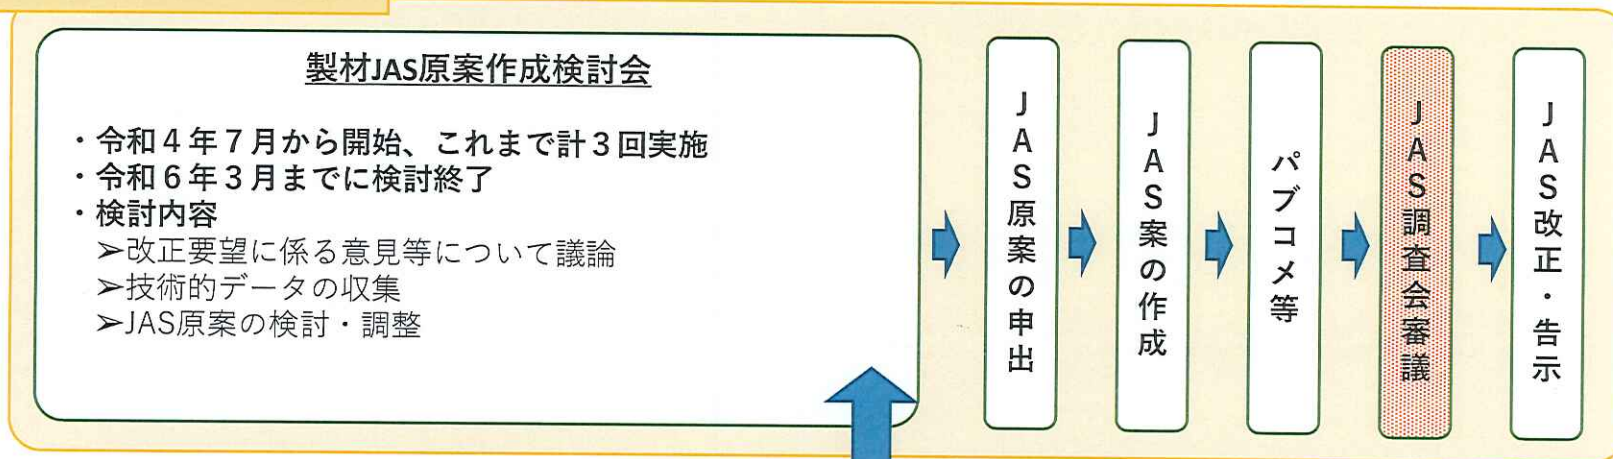 製材JAS原案作成検討会
・令和４年７月から開始、これまで計３回実施
・令和６年３月までに検討終了
・検討内容
➢改正要望に係る意見等について議論
➢技術的データの収集
➢JAS原案の検討・調整
JAS原案の申出
JAS案の作成
パブコメ等
JAS調査会審議
JAS改正・告示